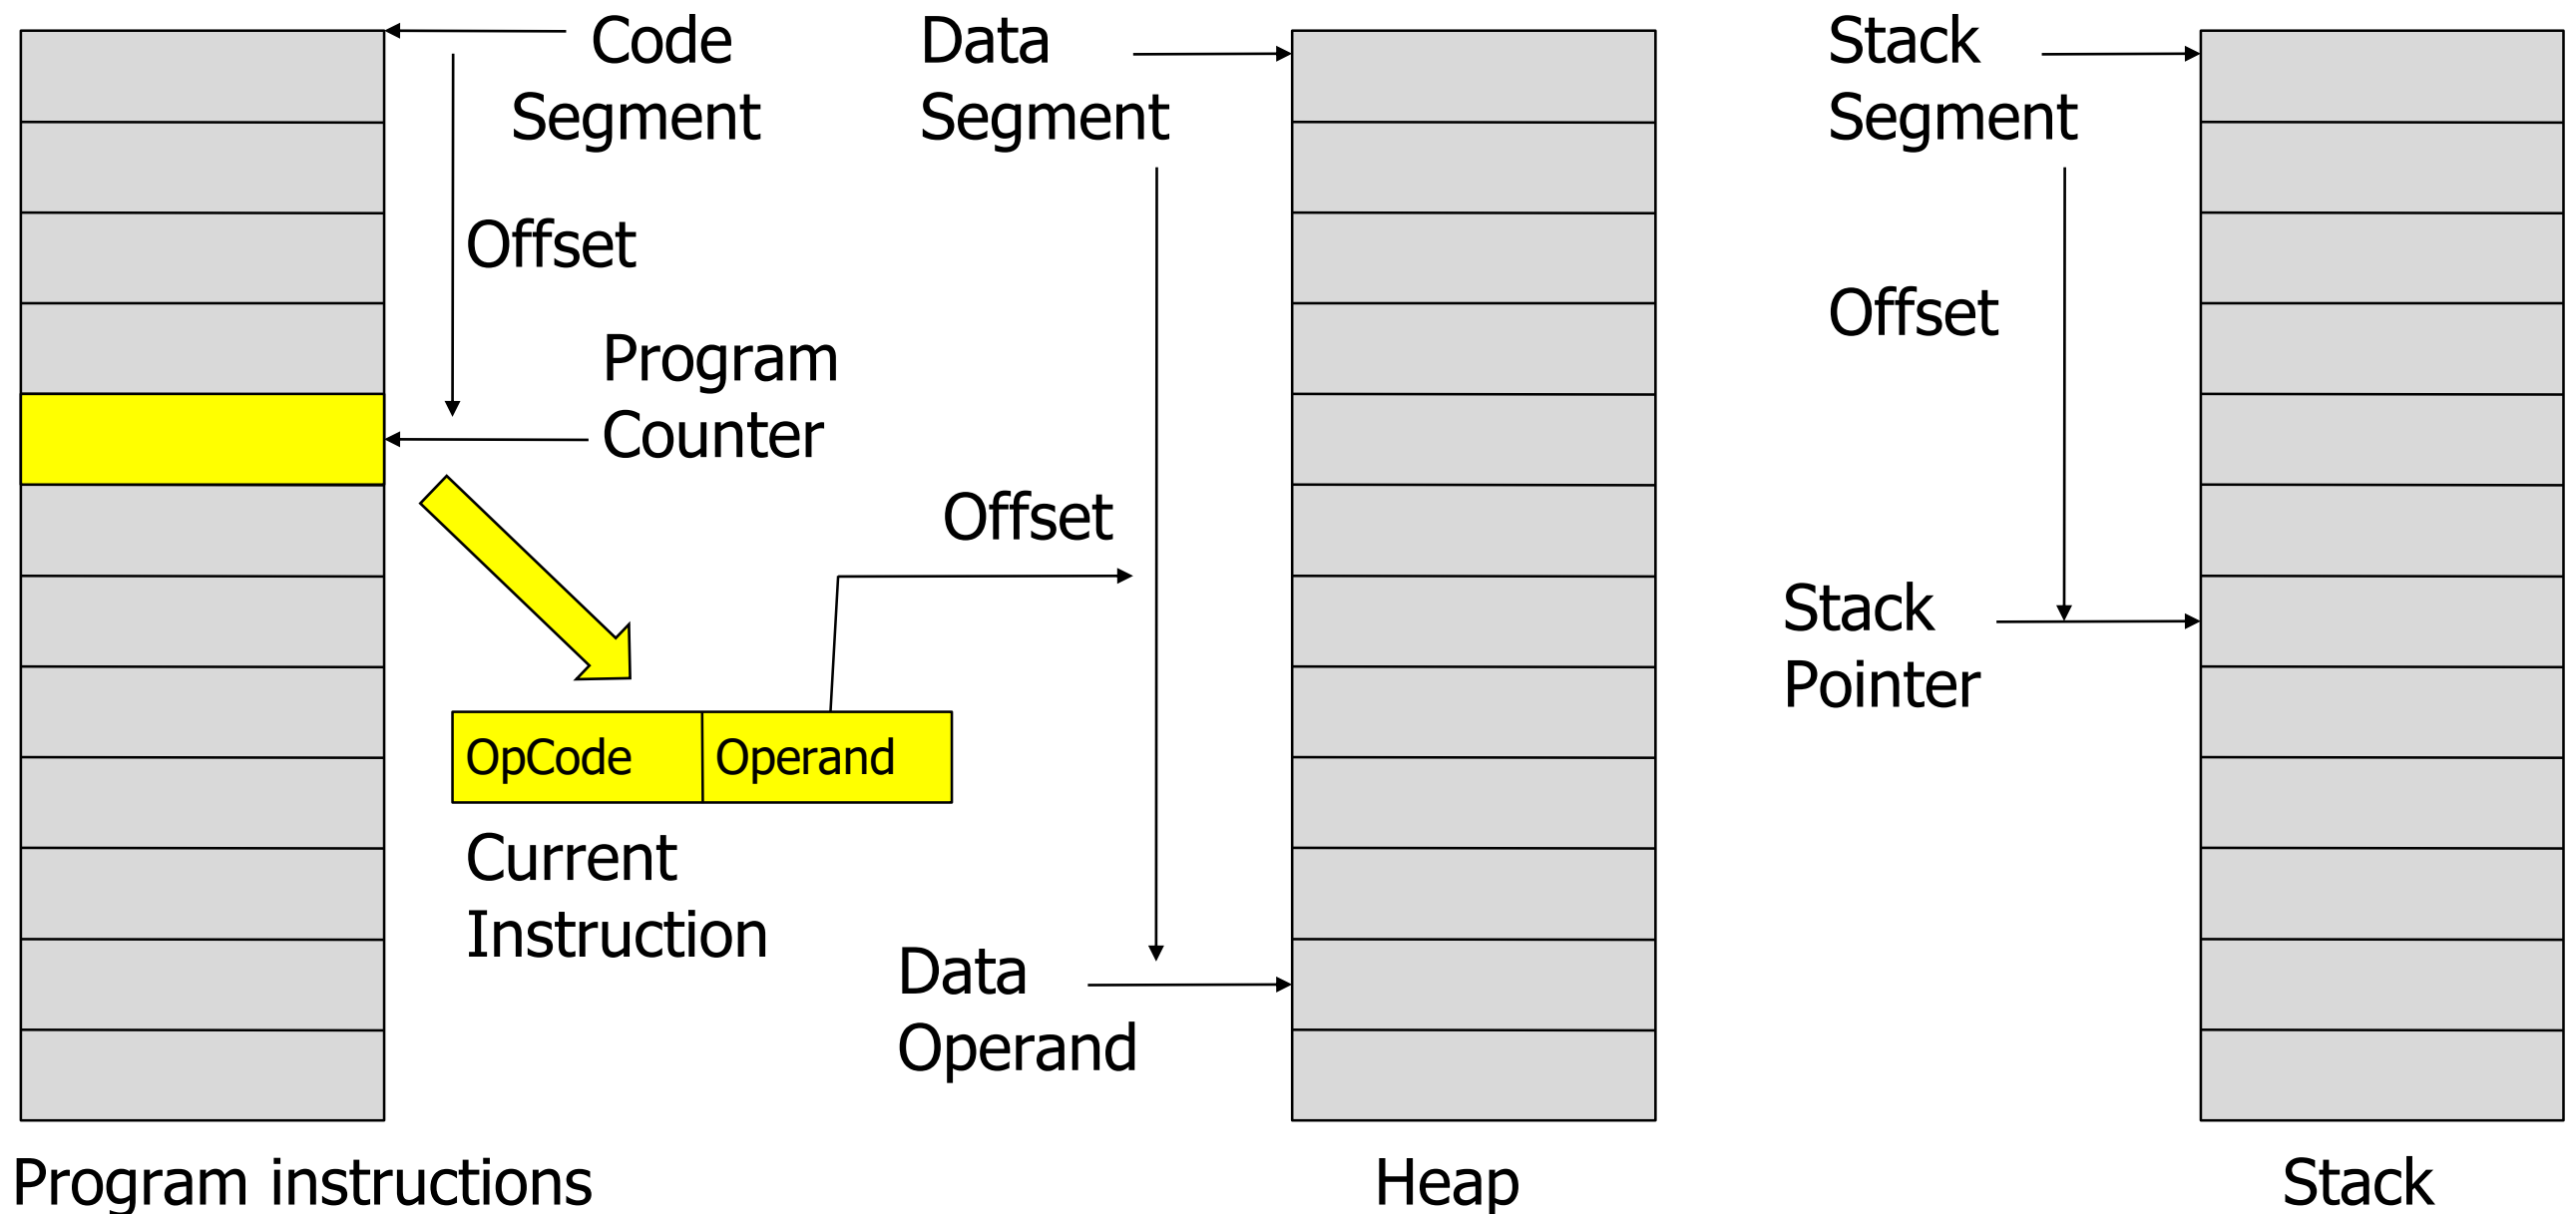 Code
Segment
Data
Segment
Stack
Segment
Offset
Offset
Program
Counter
Offset
Stack
Pointer
OpCode
Operand
Current
Instruction
Data
Operand
Program instructions
Heap
Stack